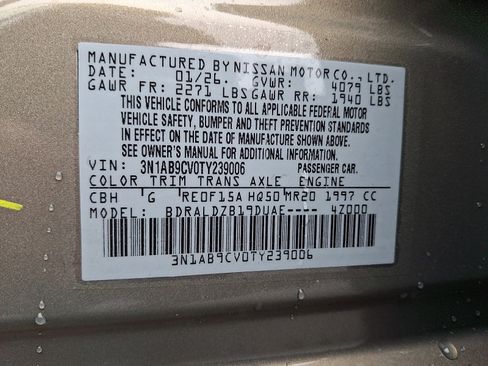 MANUFACTURED BY NISSAN MOTOR CO., LTD.
DATE: 01/26. GVWR: 4079 LBS
GAWR FR: 2271 LBS GAWR RR: 1940 LBS
THIS VEHICLE CONFORMS TO ALL APPLICABLE FEDERAL MOTOR
VEHICLE SAFETY, BUMPER AND THEFT PREVENTION STANDARDS
IN EFFECT ON THE DATE OF MANUFACTURE SHOWN ABOVE.
SEE OWNER'S MANUAL FOR ADDITIONAL INFORMATION.
VIN: 3N1AB9CV0TY239006 PASSENGER CAR.
COLOR TRIM TRANS AXLE ENGINE
CBH G RE0F15A HQ50 MR20 1997 CC
MODEL: BDRALDZB19DUAE---- 4Z000
3N1AB9CV0TY239006